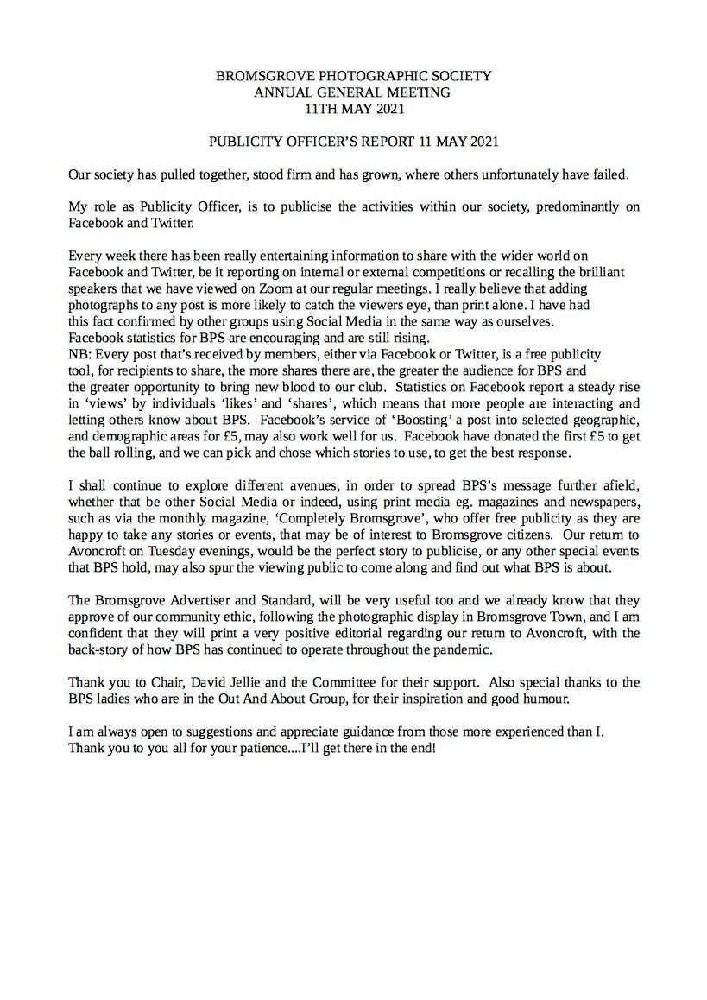 BROMSGROVE PHOTOGRAPHIC SOCIETY
ANNUAL GENERAL MEETING
11TH MAY 2021
PUBLICITY OFFICER'S REPORT 11 MAY 2021
Our society has pulled together, stood firm and has grown, where others unfortunately have failed.
My role as Publicity Officer, is to publicise the activities within our society, predominantly on
Facebook and Twitter.
Every week there has been really entertaining information to share with the wider world on
Facebook and Twitter, be it reporting on internal or external competitions or recalling the brilliant
speakers that we have viewed on Zoom at our regular meetings. I really believe that adding
photographs to any post is more likely to catch the viewers eye, than print alone. I have had
this fact confirmed by other groups using Social Media in the same way as ourselves.
Facebook statistics for BPS are encouraging and are still rising.
NB: Every post that's received by members, either via Facebook or Twitter, is a free publicity
tool, for recipients to share, the more shares there are, the greater the audience for BPS and
the greater opportunity to bring new blood to our club.  Statistics on Facebook report a steady rise
in 'views' by individuals 'likes' and 'shares', which means that more people are interacting and
letting others know about BPS.  Facebook's service of 'Boosting' a post into selected geographic,
and demographic areas for £5, may also work well for us.  Facebook have donated the first £5 to get
the ball rolling, and we can pick and chose which stories to use, to get the best response.
I shall continue to explore different avenues, in order to spread BPS's message further afield,
whether that be other Social Media or indeed, using print media eg. magazines and newspapers,
such as via the monthly magazine, 'Completely Bromsgrove', who offer free publicity as they are
happy to take any stories or events, that may be of interest to Bromsgrove citizens.  Our return to
Avoncroft on Tuesday evenings, would be the perfect story to publicise, or any other special events
that BPS hold, may also spur the viewing public to come along and find out what BPS is about.
The Bromsgrove Advertiser and Standard, will be very useful too and we already know that they
approve of our community ethic, following the photographic display in Bromsgrove Town, and I am
confident that they will print a very positive editorial regarding our return to Avoncroft, with the
back-story of how BPS has continued to operate throughout the pandemic.
Thank you to Chair, David Jellie and the Committee for their support.  Also special thanks to the
BPS ladies who are in the Out And About Group, for their inspiration and good humour.
I am always open to suggestions and appreciate guidance from those more experienced than I.
Thank you to you all for your patience....I'll get there in the end!